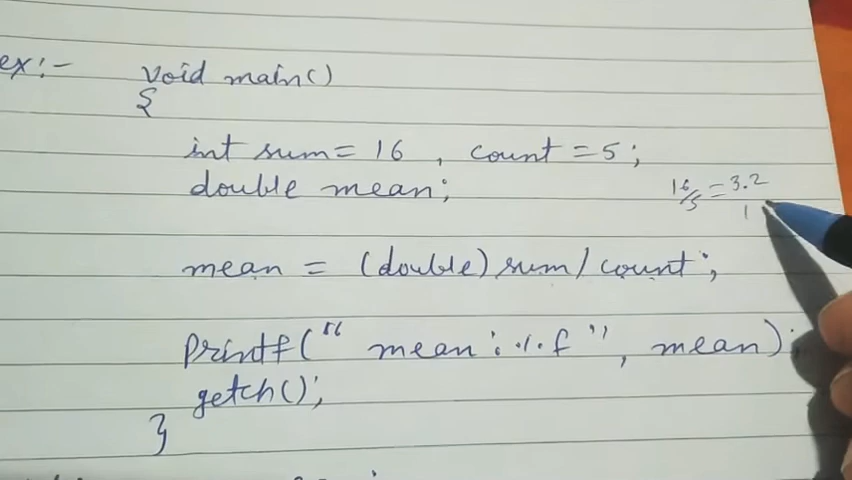 ex:- void main()
{
int sum = 16 , count = 5;
double mean;
16/5 = 3.2
1
mean = (double) sum / count;
printf(" mean : %.f ", mean);
getch();
}